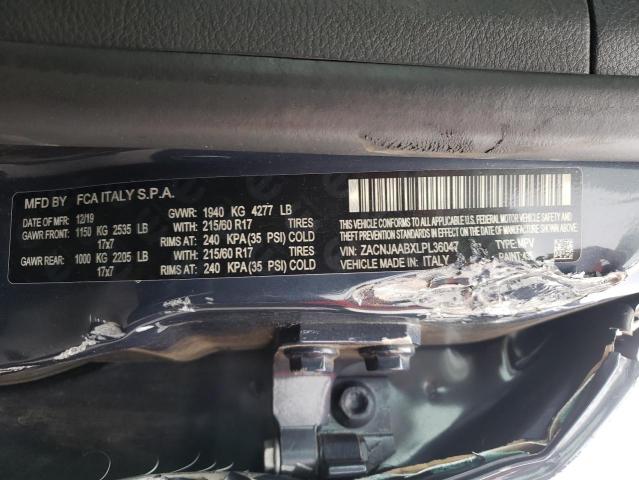 MFD BY FCA ITALY S.P.A.
DATE OF MFR: 12/19 GVWR: 1940 KG 4277 LB
GAWR FRONT: 1150 KG 2535 LB WITH: 215/60 R17 TIRES
17x7 RIMS AT: 240 KPA(35 PSI) COLD
GAWR REAR: 1000 KG 2205 LB WITH: 215/60 R17 TIRES
17x7 RIMS AT: 240 KPA(35 PSI) COLD
THIS VEHICLE CONFORMS TO ALL APPLICABLE
FEDERAL MOTOR VEHICLE SAFETY, BUMPER, AND
THEFT PREVENTION STANDARDS IN EFFECT ON THE
DATE OF MANUFACTURE SHOWN ABOVE.
VIN: ZACNJAABXLPL36047 TYPE: MPV
VEHICLE MADE IN: ITALY PAINT: